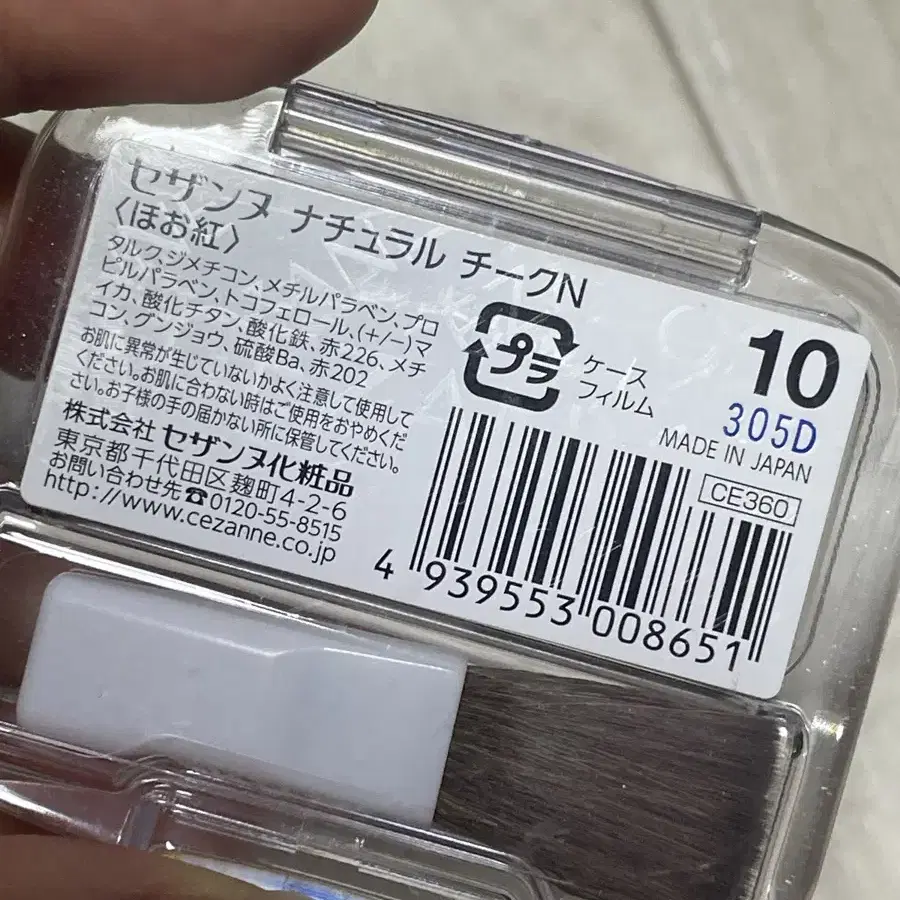 セザンヌ ナチュラル チークN
〈ほお紅〉
タルク、ジメチコン、メチルパラベン、プロ
ピルパラベン、トコフェロール、(+/−)マ
イカ、酸化チタン、酸化鉄、赤226、メチ
コン、グンジョウ、硫酸Ba、赤202
お肌に異常が生じていないかよく注意して使用して
ください。お肌に合わない時はご使用をおやめくだ
さい。お子様の手の届かない所に保管してください。
株式会社 セザンヌ化粧品
東京都千代田区麹町4-2-6
お問い合わせ先☎0120-55-8515
http://www.cezanne.co.jp
プラ
ケース
フィルム
10
305D
MADE IN JAPAN
CE360
4 939553 008651